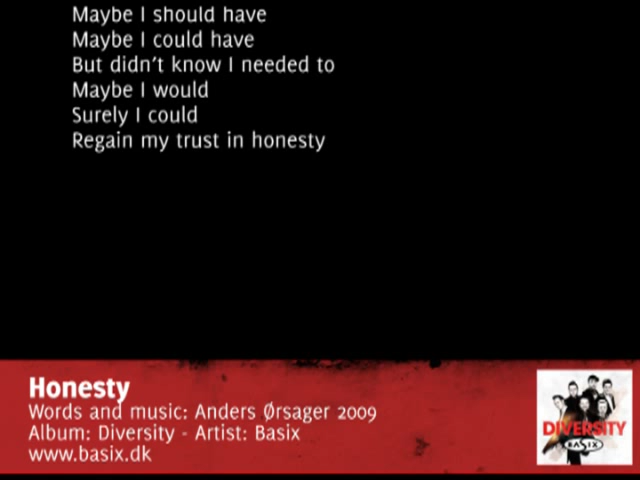 Maybe I should have
Maybe I could have
But didn't know I needed to
Maybe I would
Surely I could
Regain my trust in honesty
Honesty
Words and music: Anders Ørsager 2009
Album: Diversity - Artist: Basix
www.basix.dk
DIVERSITY
BASIX